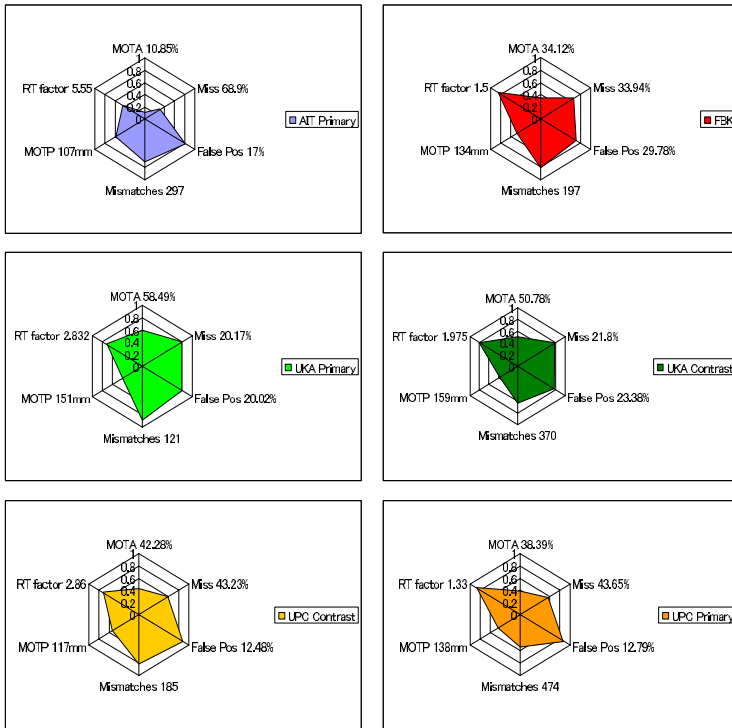 MOTA 10.85%
1
0.8
0.6
0.4
0.2
0
RT factor 5.55
Miss 68.9%
MOTP 107mm
False Pos 17%
Mismatches 297
AIT Primary
MOTA 34.12%
1
0.8
0.6
0.4
0.2
0
RT factor 1.5
Miss 33.94%
MOTP 134mm
False Pos 29.78%
Mismatches 197
FBK
MOTA 58.49%
1
0.8
0.6
0.4
0.2
0
RT factor 2.832
Miss 20.17%
MOTP 151mm
False Pos 20.02%
Mismatches 121
UKA Primary
MOTA 50.78%
1
0.8
0.6
0.4
0.2
0
RT factor 1.975
Miss 21.8%
MOTP 159mm
False Pos 23.38%
Mismatches 370
UKA Contrast
MOTA 42.28%
1
0.8
0.6
0.4
0.2
0
RT factor 2.86
Miss 43.23%
MOTP 117mm
False Pos 12.48%
Mismatches 185
UPC Contrast
MOTA 38.39%
1
0.8
0.6
0.4
0.2
0
RT factor 1.33
Miss 43.65%
MOTP 138mm
False Pos 12.79%
Mismatches 474
UPC Primary